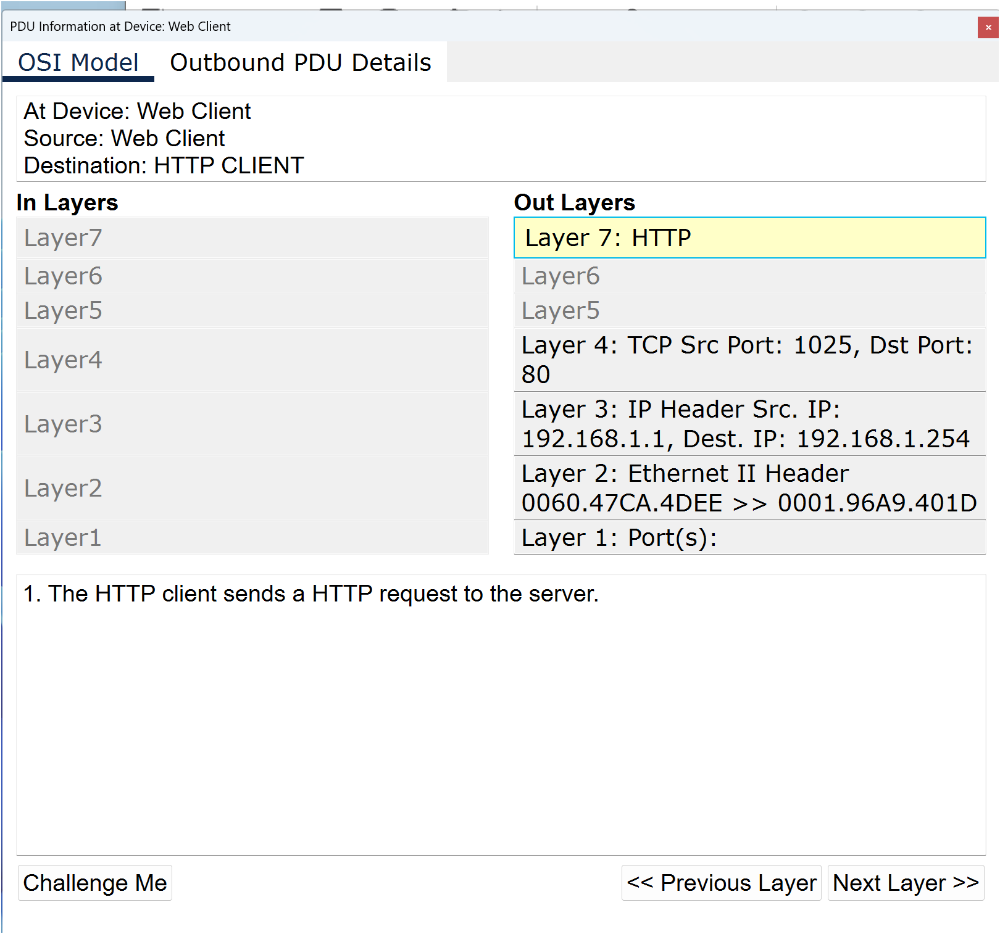 PDU Information at Device: Web Client
x
OSI Model
Outbound PDU Details
At Device: Web Client
Source: Web Client
Destination: HTTP CLIENT
In Layers
Layer7
Layer6
Layer5
Layer4
Layer3
Layer2
Layer1
Out Layers
Layer 7: HTTP
Layer6
Layer5
Layer 4: TCP Src Port: 1025, Dst Port:
80
Layer 3: IP Header Src. IP:
192.168.1.1, Dest. IP: 192.168.1.254
Layer 2: Ethernet II Header
0060.47CA.4DEE >> 0001.96A9.401D
Layer 1: Port(s):
1. The HTTP client sends a HTTP request to the server.
Challenge Me
<< Previous Layer
Next Layer >>